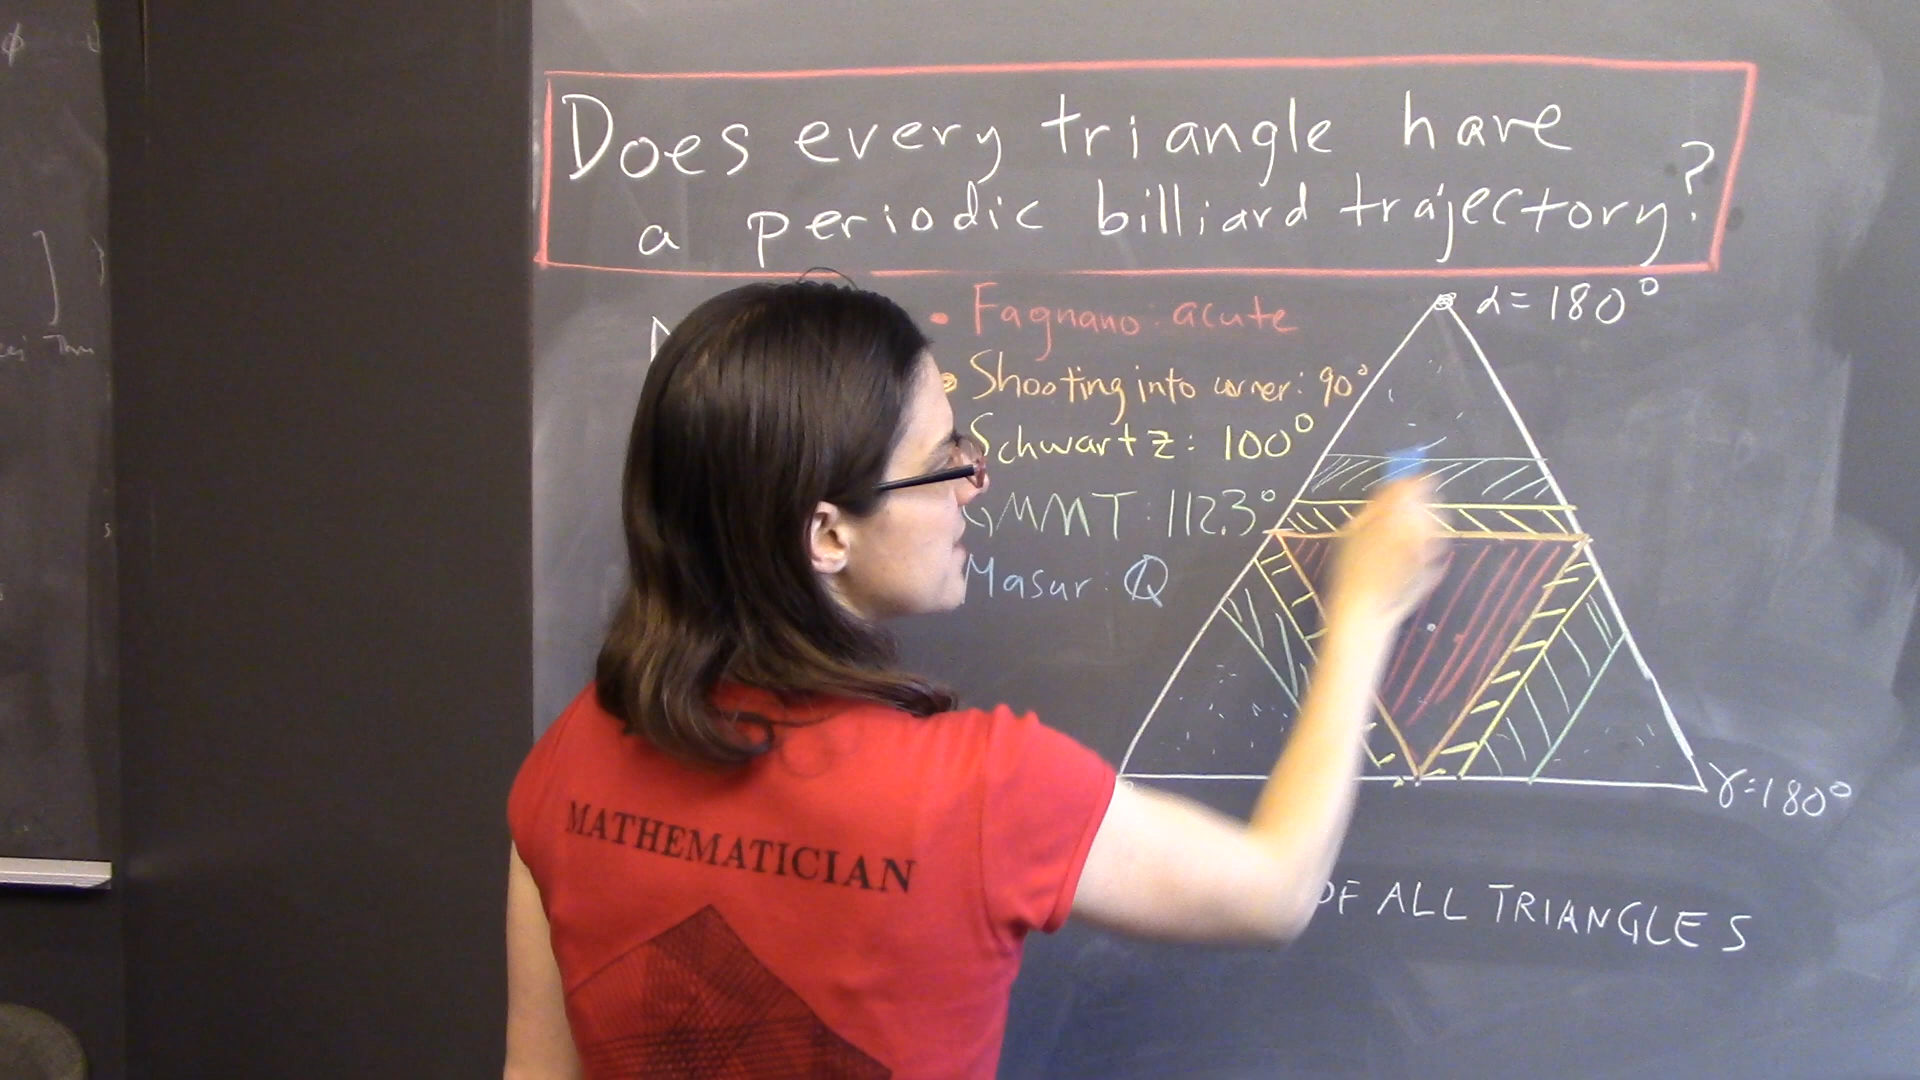 Does every triangle have
a periodic billiard trajectory?
• Fagnano: acute
• Shooting into corner: 90°
Schwartz: 100°
GMMT: 112.3°
Masur: Q
α=180°
γ=180°
OF ALL TRIANGLES
MATHEMATICIAN